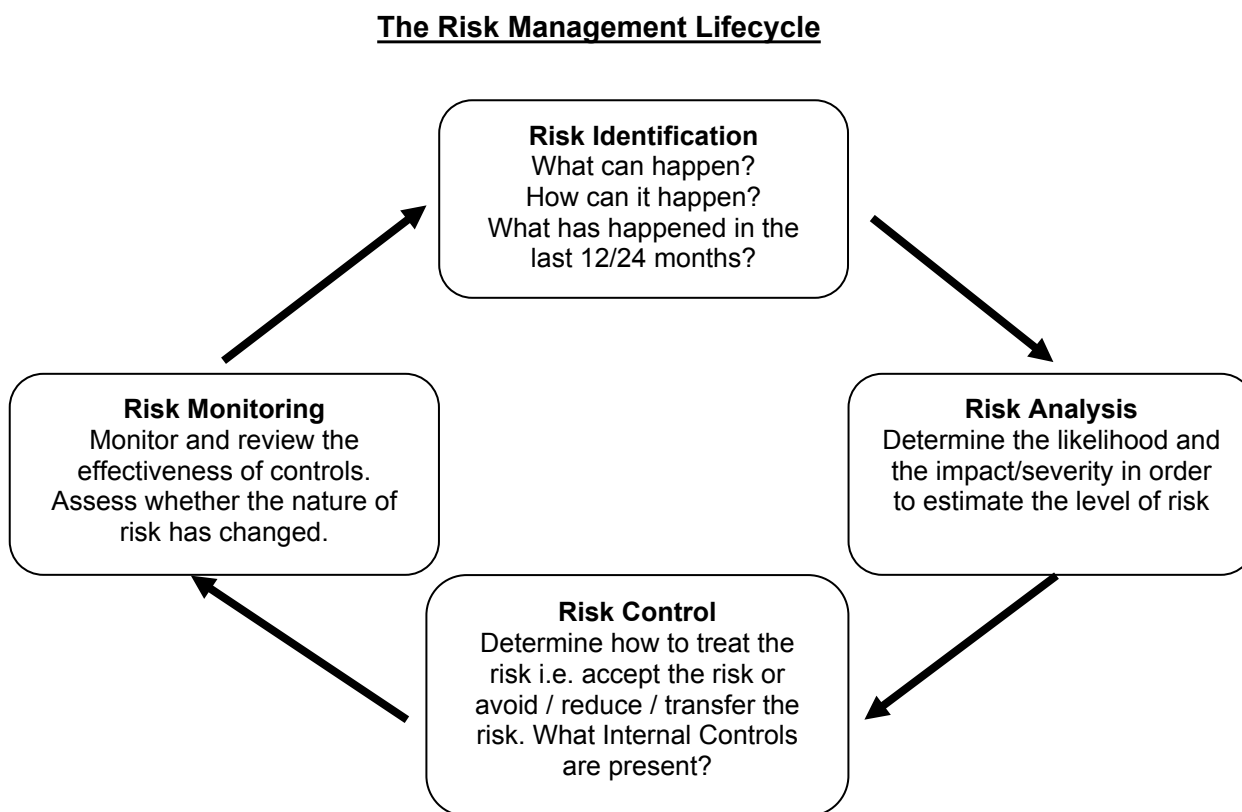 The Risk Management Lifecycle
Risk Identification
What can happen?
How can it happen?
What has happened in the
last 12/24 months?
Risk Monitoring
Monitor and review the
effectiveness of controls.
Assess whether the nature of
risk has changed.
Risk Analysis
Determine the likelihood and
the impact/severity in order
to estimate the level of risk
Risk Control
Determine how to treat the
risk i.e. accept the risk or
avoid / reduce / transfer the
risk. What Internal Controls
are present?